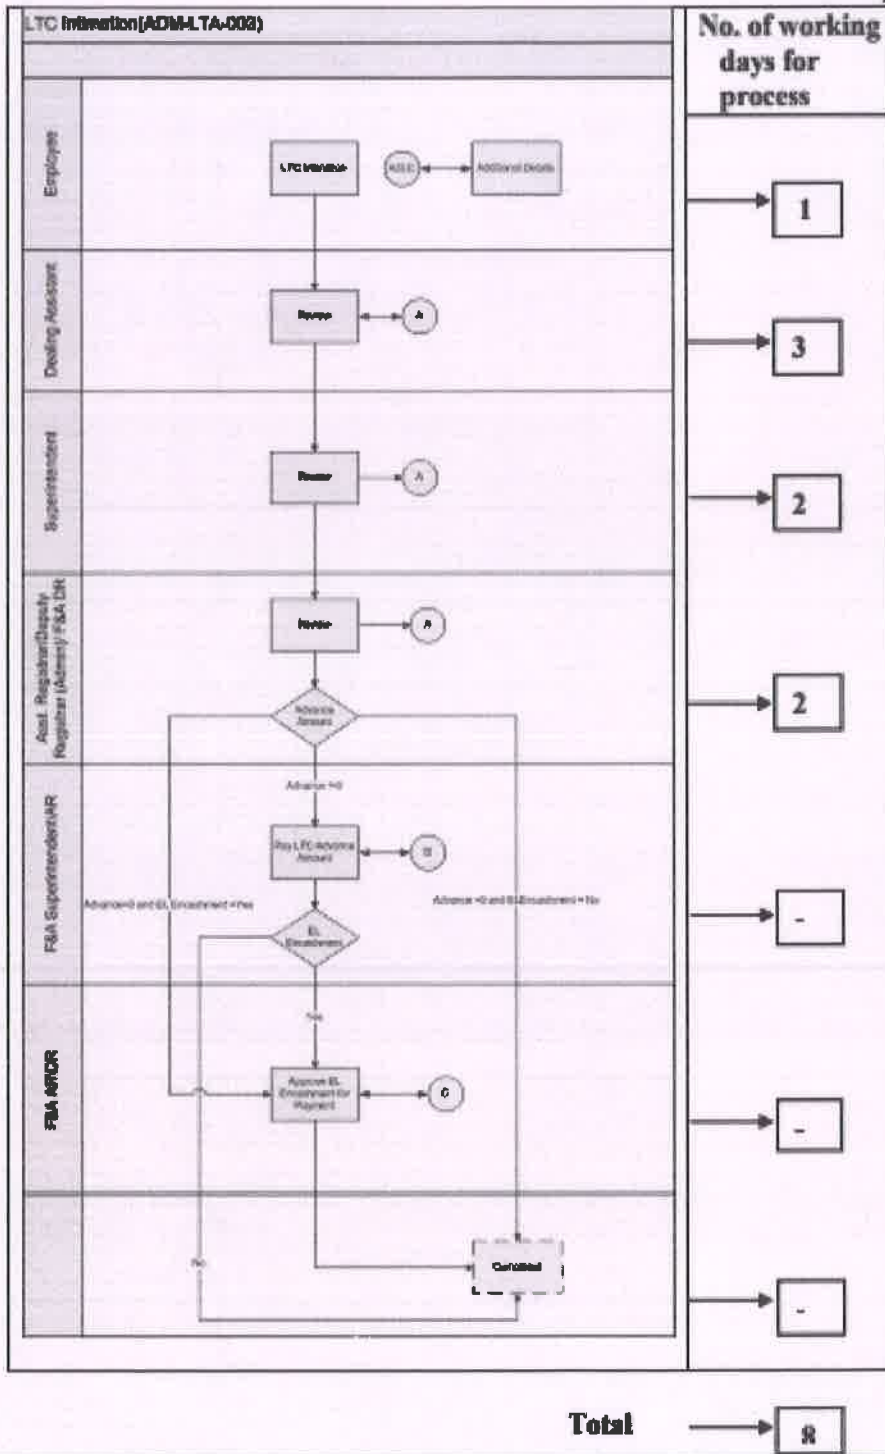 LTC Intimation(ADM-LTA-003)
No. of working
days for
process
Employee
LTC Intimation
A,B,C
Additional Details
1
Dealing Assistant
Review
A
3
Superintendent
Review
A
2
Asst. Registrar/Deputy
Registrar (Admin)/ F&A DR
Review
A
Advance
Amount
2
F&A Superintendent/AR
Pay LTC Advance
Amount
B
Advance=0 and EL Encashment = Yes
Advance =0 and EL Encashment = No
EL
Encashment
-
F&A AR/DR
Yes
Approve EL
Encashment for
Payment
C
-
No
Completed
-
Total
8